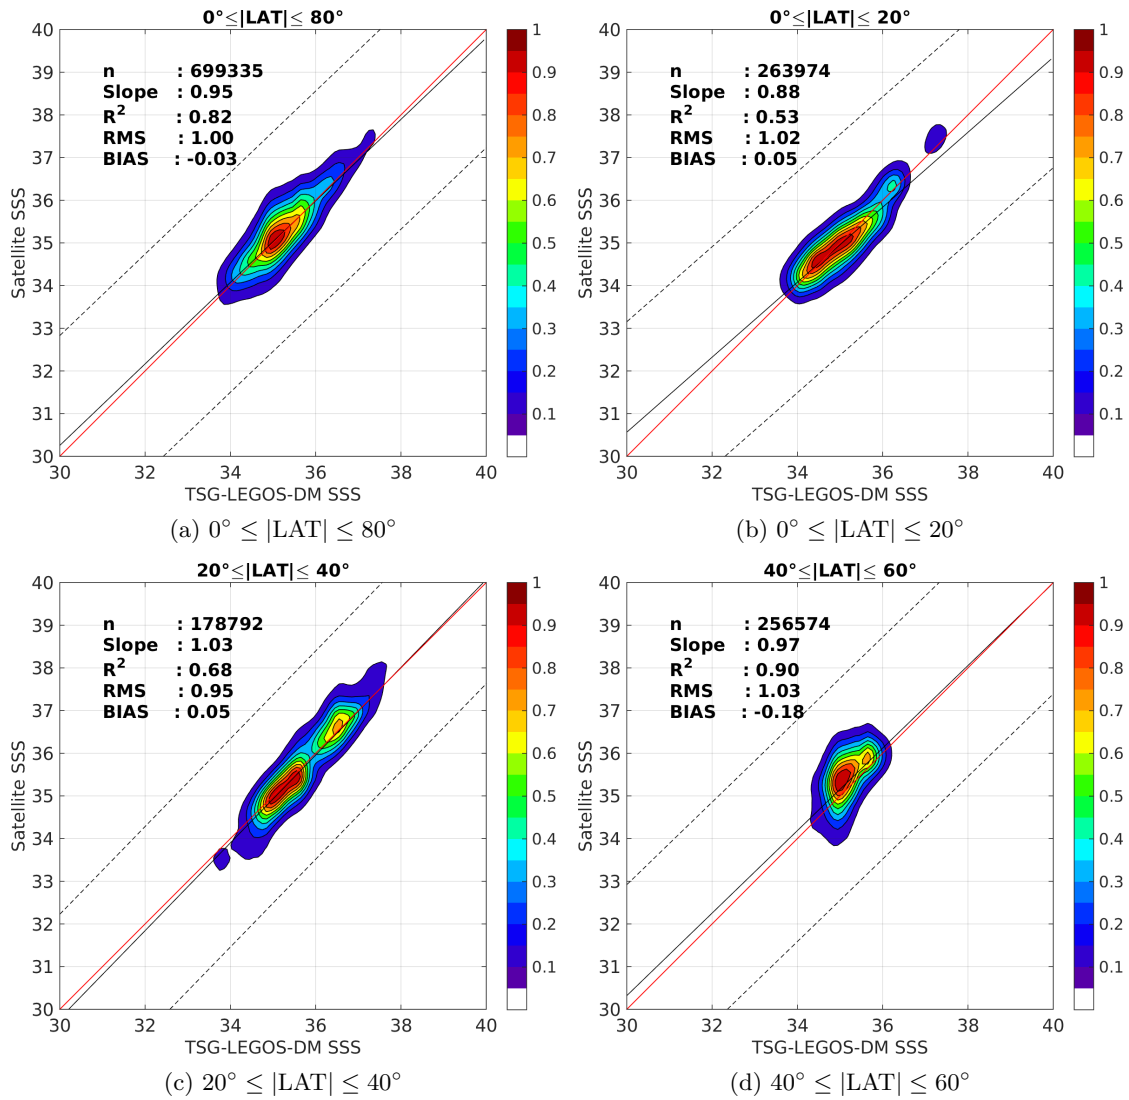 0°≤|LAT|≤ 80°
n : 699335
Slope : 0.95
R² : 0.82
RMS : 1.00
BIAS : -0.03
Satellite SSS
40
39
38
37
36
35
34
33
32
31
30
30 32 34 36 38 40
TSG-LEGOS-DM SSS
1
0.9
0.8
0.7
0.6
0.5
0.4
0.3
0.2
0.1
(a) 0° ≤ |LAT| ≤ 80°
0°≤|LAT|≤ 20°
n : 263974
Slope : 0.88
R² : 0.53
RMS : 1.02
BIAS : 0.05
Satellite SSS
40
39
38
37
36
35
34
33
32
31
30
30 32 34 36 38 40
TSG-LEGOS-DM SSS
1
0.9
0.8
0.7
0.6
0.5
0.4
0.3
0.2
0.1
(b) 0° ≤ |LAT| ≤ 20°
20°≤|LAT|≤ 40°
n : 178792
Slope : 1.03
R² : 0.68
RMS : 0.95
BIAS : 0.05
Satellite SSS
40
39
38
37
36
35
34
33
32
31
30
30 32 34 36 38 40
TSG-LEGOS-DM SSS
1
0.9
0.8
0.7
0.6
0.5
0.4
0.3
0.2
0.1
(c) 20° ≤ |LAT| ≤ 40°
40°≤|LAT|≤ 60°
n : 256574
Slope : 0.97
R² : 0.90
RMS : 1.03
BIAS : -0.18
Satellite SSS
40
39
38
37
36
35
34
33
32
31
30
30 32 34 36 38 40
TSG-LEGOS-DM SSS
1
0.9
0.8
0.7
0.6
0.5
0.4
0.3
0.2
0.1
(d) 40° ≤ |LAT| ≤ 60°